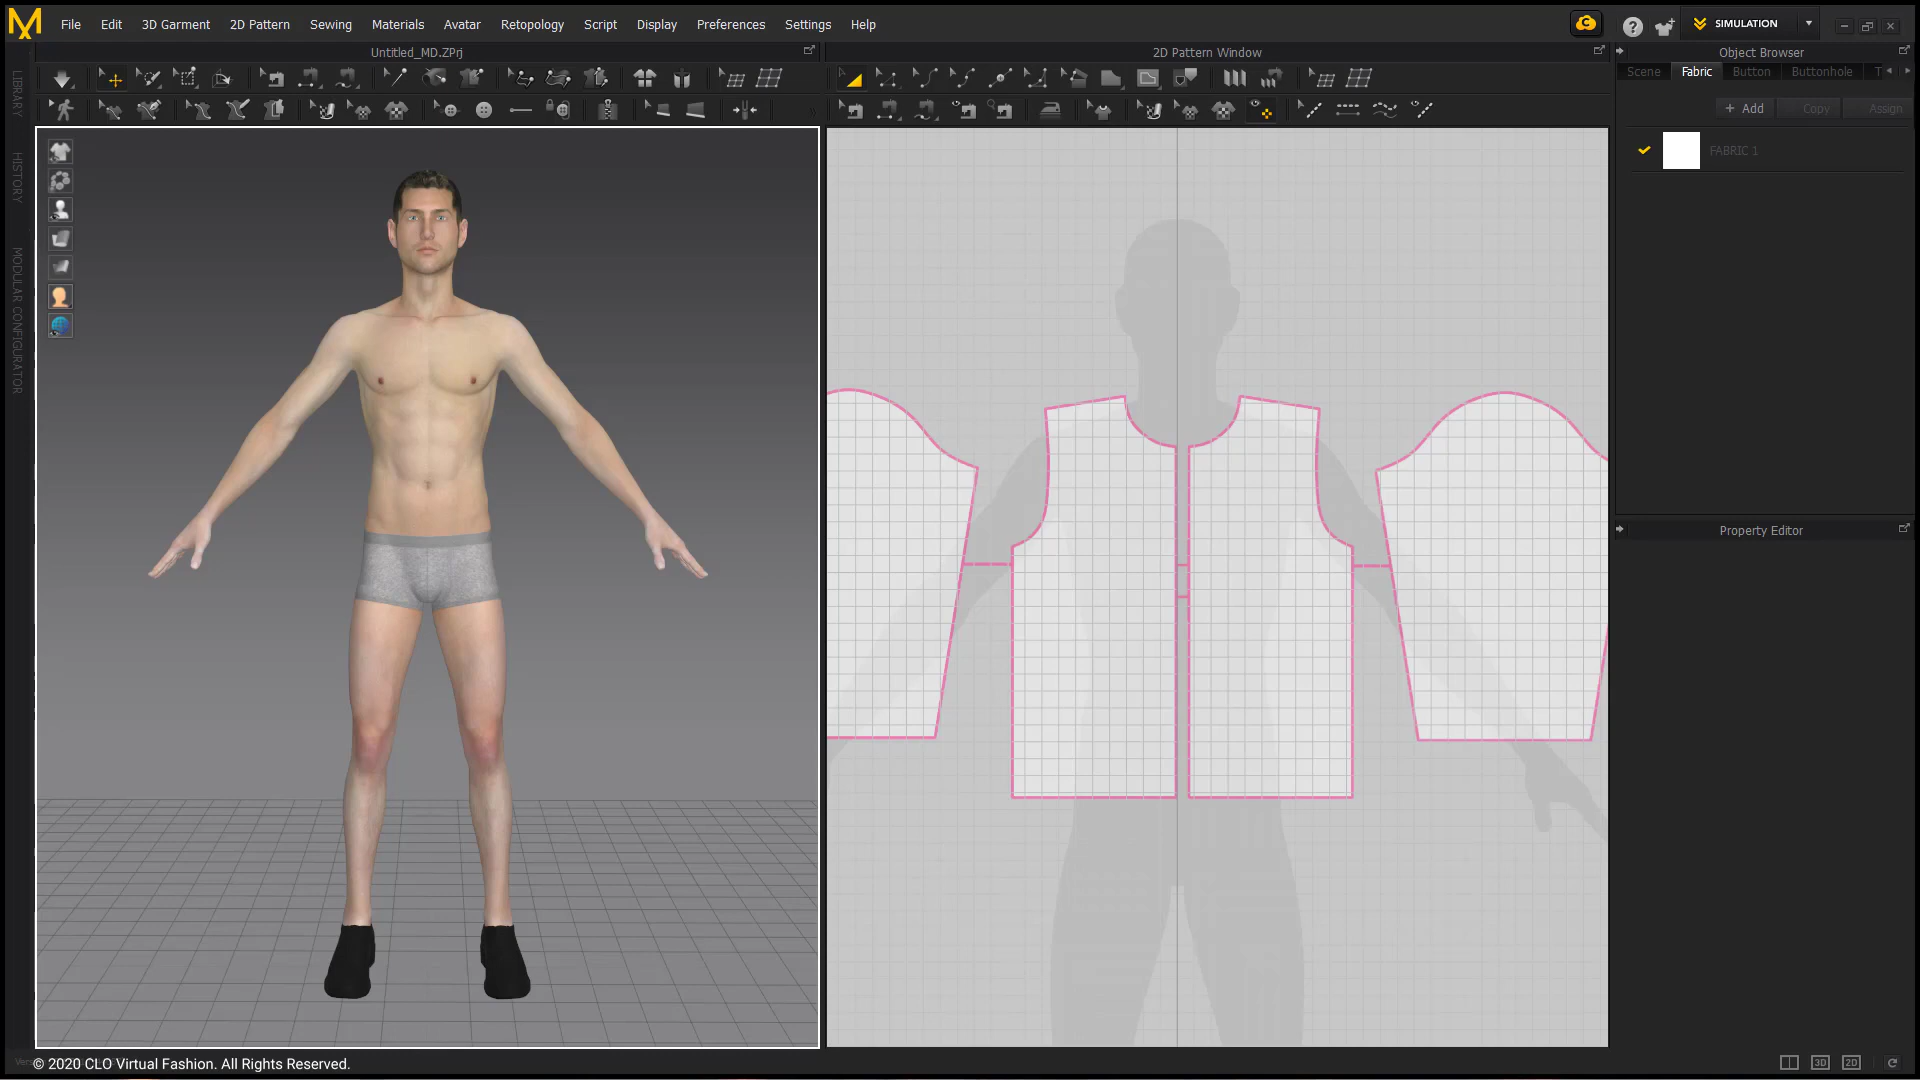 File Edit 3D Garment 2D Pattern Sewing Materials Avatar Retopology Script Display Preferences Settings Help
SIMULATION
Untitled_MD.ZPrj
2D Pattern Window
Object Browser
Scene Fabric Button Buttonhole T
+ Add Copy Assign
FABRIC 1
LIBRARY
HISTORY
MODULAR CONFIGURATOR
Property Editor
© 2020 CLO Virtual Fashion. All Rights Reserved.
3D 2D